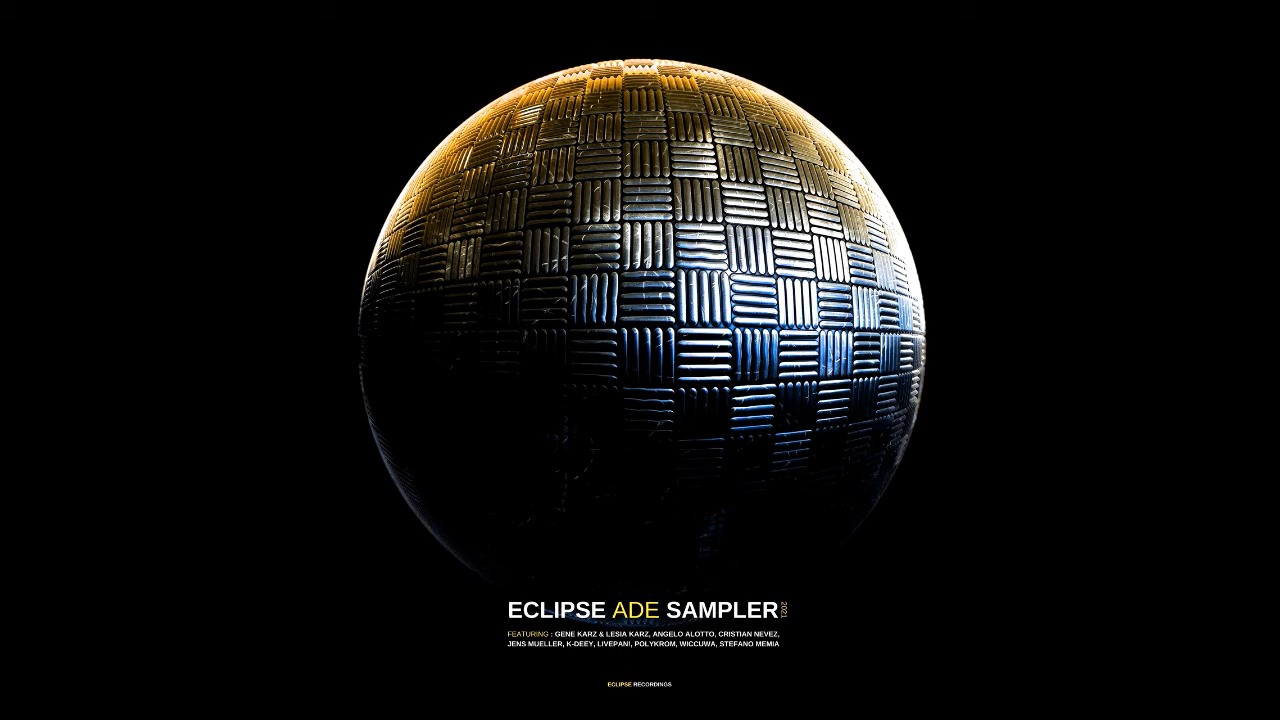 ECLIPSE ADE SAMPLER 2021
FEATURING : GENE KARZ & LESIA KARZ, ANGELO ALOTTO, CRISTIAN NEVEZ,
JENS MUELLER, K-DEEY, LIVEPAN!, POLYKROM, WICCUWA, STEFANO MEMIA
ECLIPSE RECORDINGS